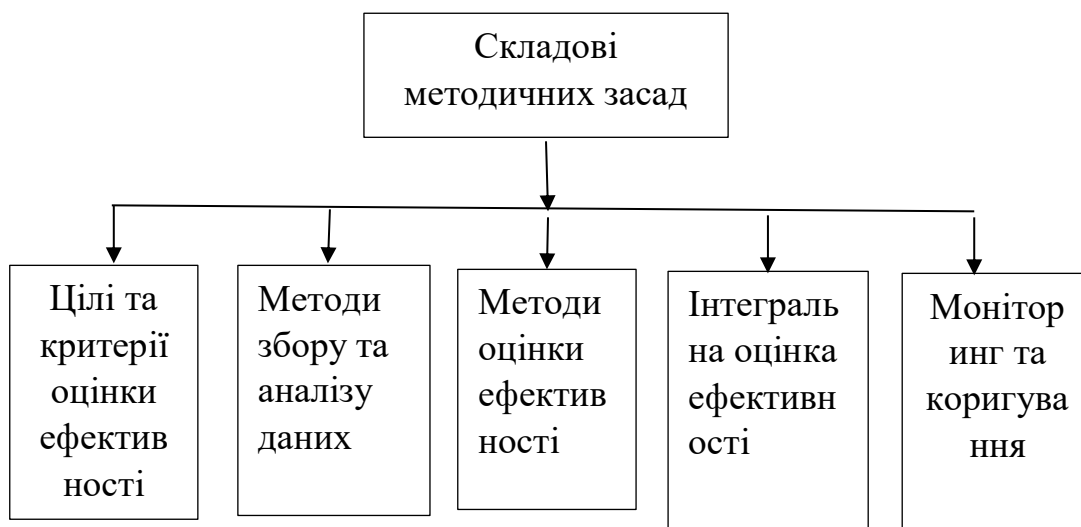 Складові
методичних засад
Цілі та
критерії
оцінки
ефектив
ності
Методи
збору та
аналізу
даних
Методи
оцінки
ефектив
ності
Інтеграль
на оцінка
ефективн
ості
Монітор
инг та
коригува
ння